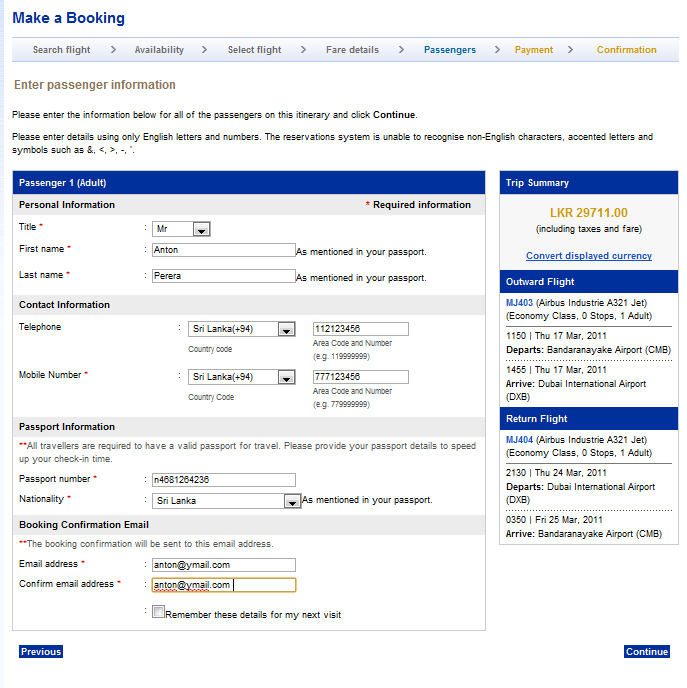 Make a Booking
Search flight > Availability > Select flight > Fare details > Passengers > Payment > Confirmation
Enter passenger information
Please enter the information below for all of the passengers on this itinerary and click Continue.
Please enter details using only English letters and numbers. The reservations system is unable to recognise non-English characters, accented letters and
symbols such as &, <, >, -, '.
Passenger 1 (Adult)
Personal Information * Required information
Title * : Mr
First name * : Anton As mentioned in your passport.
Last name * : Perera As mentioned in your passport.
Contact Information
Telephone : Sri Lanka(+94) 112123456
Country code Area Code and Number
(e.g. 119999999)
Mobile Number * : Sri Lanka(+94) 777123456
Country Code Area Code and Number
(e.g. 779999999)
Passport Information
**All travellers are required to have a valid passport for travel. Please provide your passport details to speed
up your check-in time.
Passport number * : n4681264236
Nationality * : Sri Lanka As mentioned in your passport.
Booking Confirmation Email
**The booking confirmation will be sent to this email address.
Email address * : anton@ymail.com
Confirm email address * : anton@ymail.com
: Remember these details for my next visit
Previous
Continue
Trip Summary
LKR 29711.00
(including taxes and fare)
Convert displayed currency
Outward Flight
MJ403 (Airbus Industrie A321 Jet)
(Economy Class, 0 Stops, 1 Adult)
1150 | Thu 17 Mar, 2011
Departs: Bandaranayake Airport (CMB)
1455 | Thu 17 Mar, 2011
Arrive: Dubai International Airport
(DXB)
Return Flight
MJ404 (Airbus Industrie A321 Jet)
(Economy Class, 0 Stops, 1 Adult)
2130 | Thu 24 Mar, 2011
Departs: Dubai International Airport
(DXB)
0350 | Fri 25 Mar, 2011
Arrive: Bandaranayake Airport (CMB)